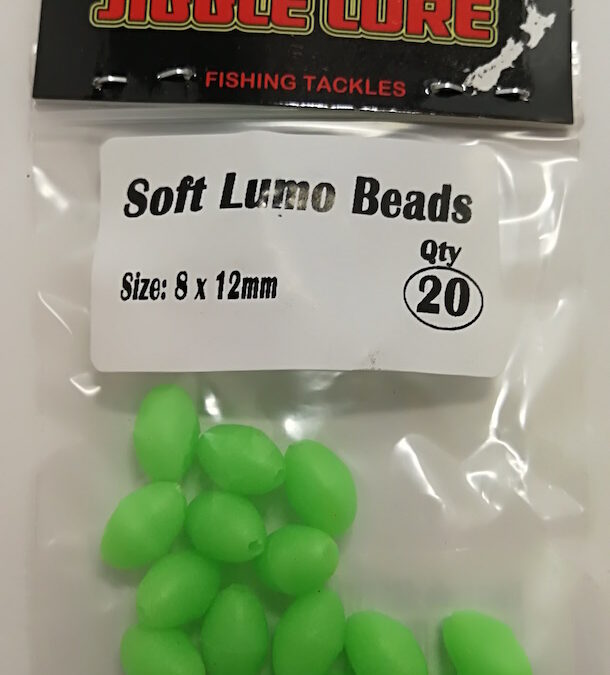 JIGGLE LURE
FISHING TACKLES
Soft Lumo Beads
Qty
Size: 8 x 12mm
20